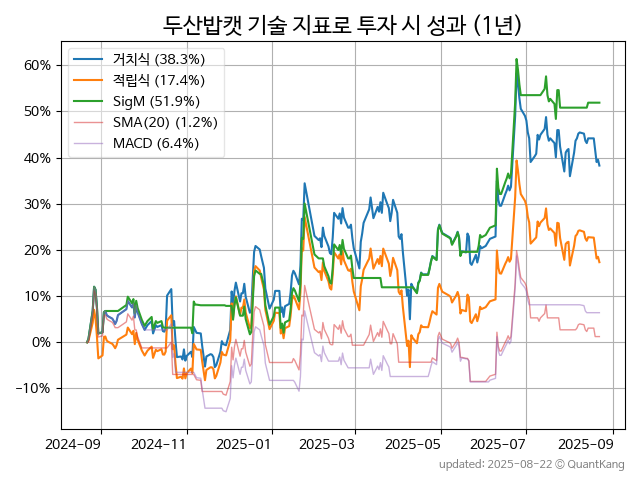 두산밥캣 기술 지표로 투자 시 성과 (1년)
거치식 (38.3%)
적립식 (17.4%)
SigM (51.9%)
SMA(20) (1.2%)
MACD (6.4%)
60%
50%
40%
30%
20%
10%
0%
−10%
2024−09 2024−11 2025−01 2025−03 2025−05 2025−07 2025−09
updated: 2025-08-22 © QuantKang